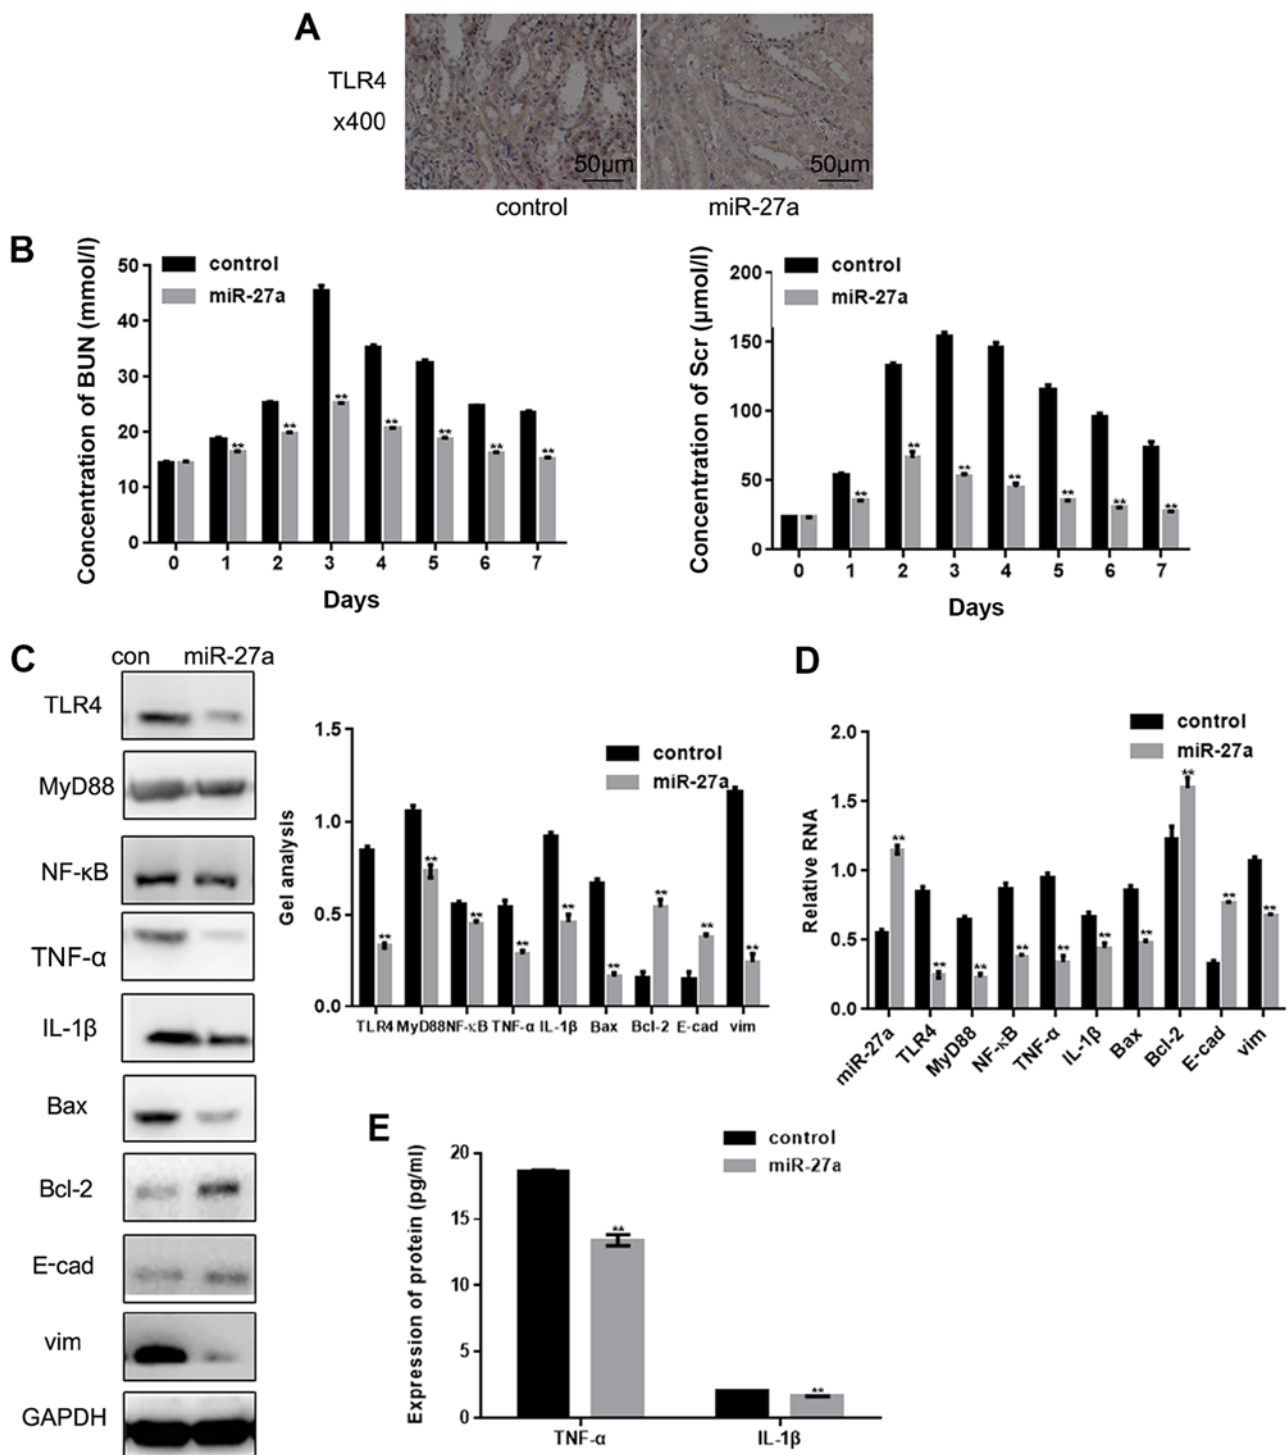 A
TLR4
x400
50µm
50µm
control
miR-27a
B
Concentration of BUN (mmol/l)
50
40
30
20
10
0
control
miR-27a
**
**
**
**
**
**
**
0 1 2 3 4 5 6 7
Days
Concentration of Scr (µmol/l)
200
150
100
50
0
control
miR-27a
**
**
**
**
**
**
**
0 1 2 3 4 5 6 7
Days
C
con miR-27a
TLR4
MyD88
NF-κB
TNF-α
IL-1β
Bax
Bcl-2
E-cad
vim
GAPDH
Gel analysis
1.5
1.0
0.5
0.0
control
miR-27a
**
**
**
**
**
**
**
**
**
TLR4 MyD88 NF-κB TNF-α IL-1β Bax Bcl-2 E-cad vim
D
Relative RNA
2.0
1.5
1.0
0.5
0.0
control
miR-27a
**
**
**
**
**
**
**
**
**
**
miR-27a TLR4 MyD88 NF-κB TNF-α IL-1β Bax Bcl-2 E-cad vim
E
Expression of protein (pg/ml)
20
15
10
5
0
control
miR-27a
**
**
TNF-α IL-1β